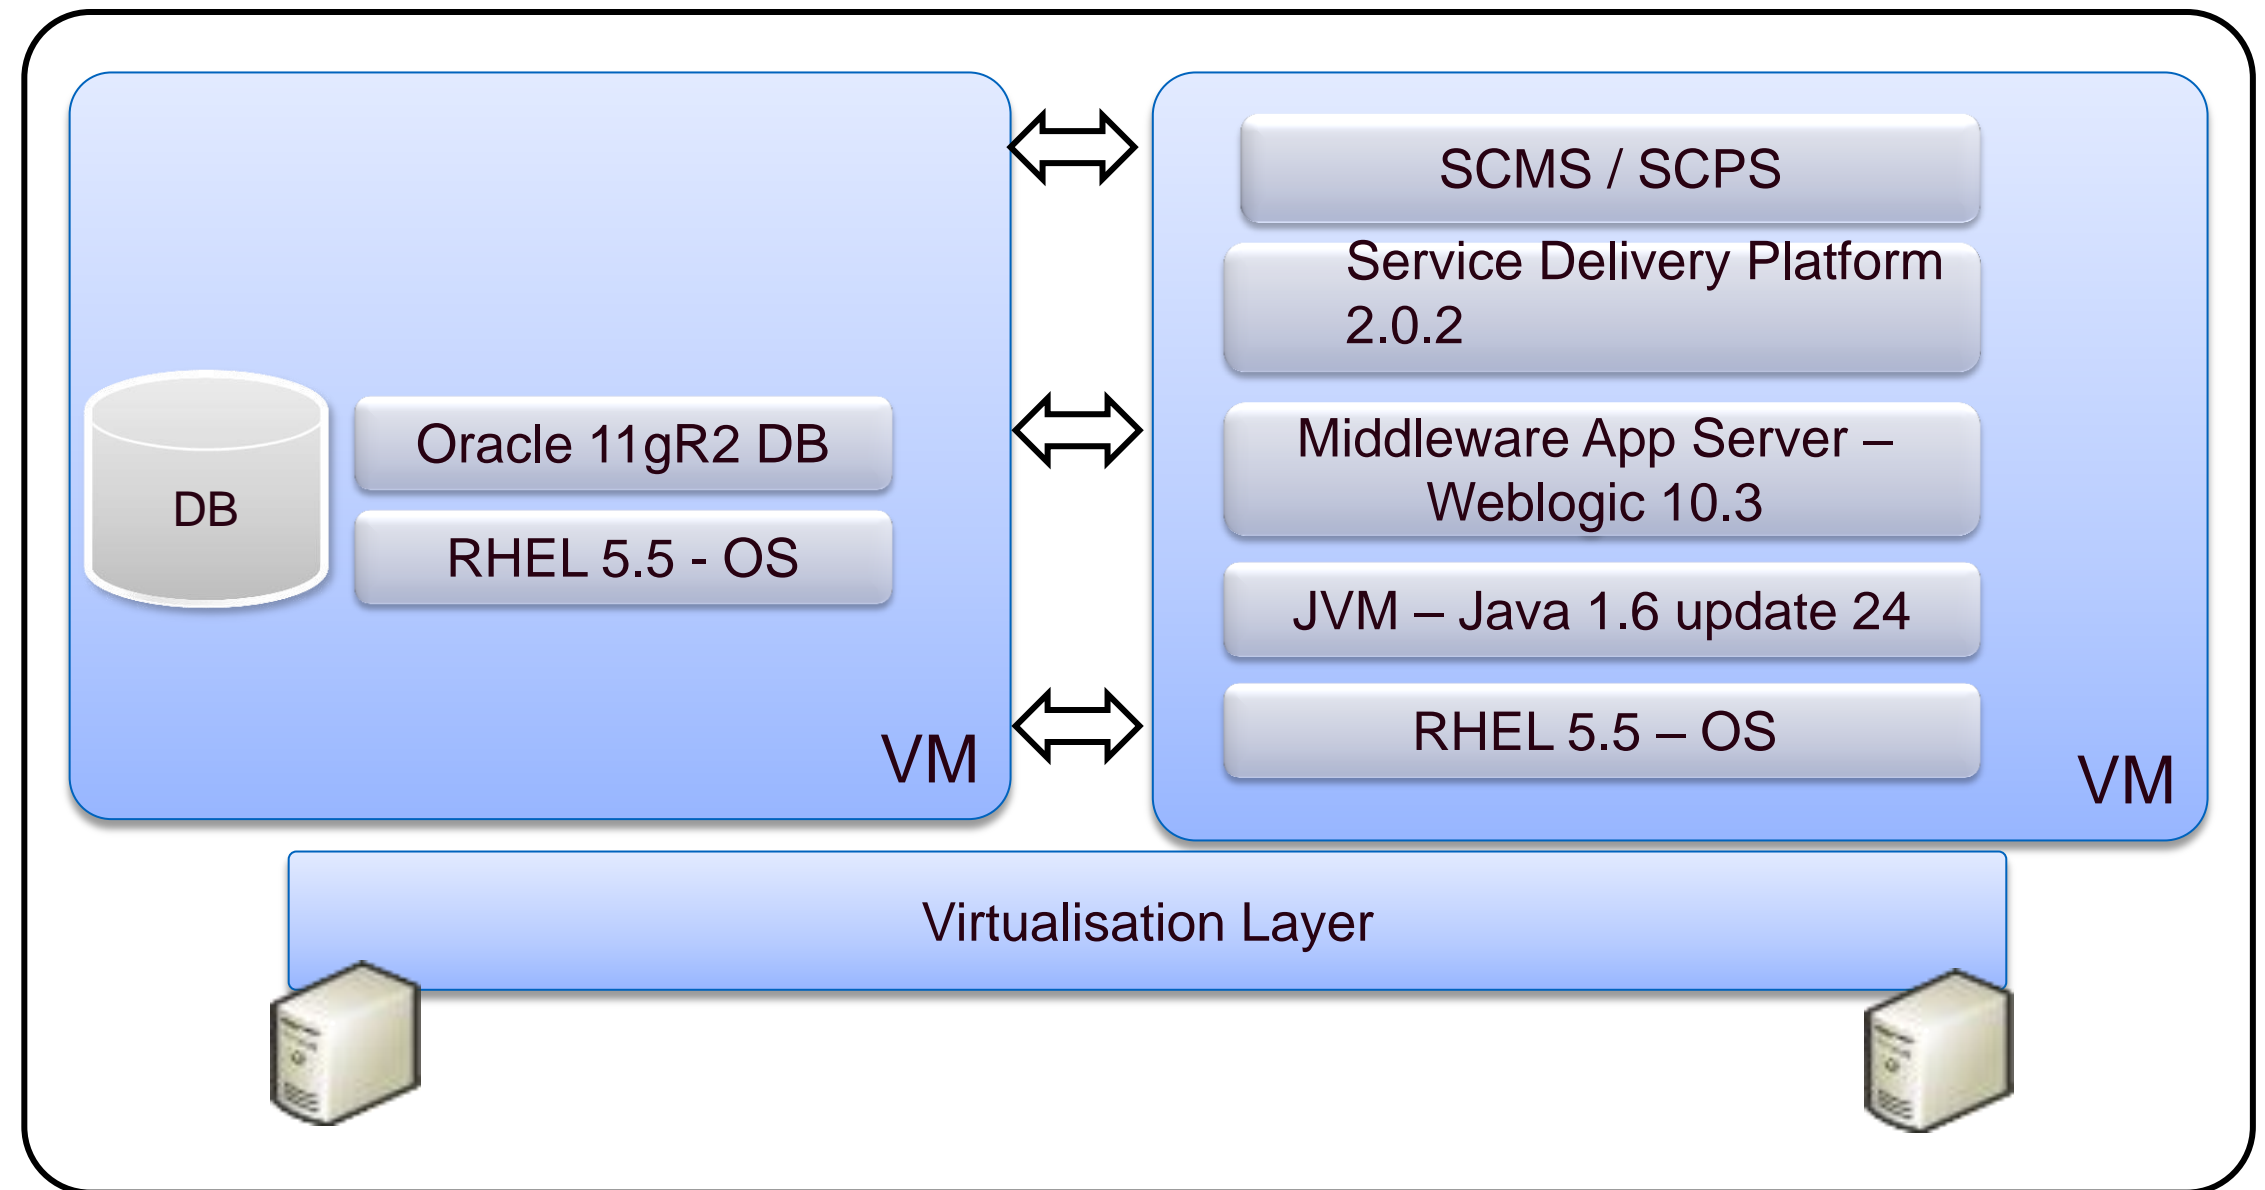 DB
Oracle 11gR2 DB
RHEL 5.5 - OS
VM
SCMS / SCPS
Service Delivery Platform
2.0.2
Middleware App Server –
Weblogic 10.3
JVM – Java 1.6 update 24
RHEL 5.5 – OS
VM
Virtualisation Layer